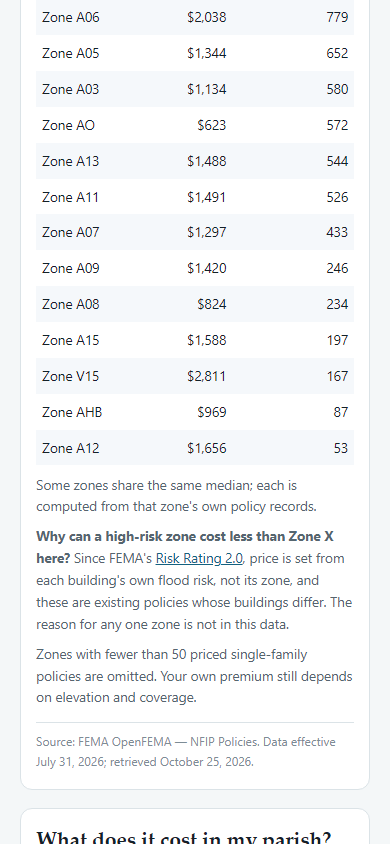 Zone A06 $2,038 779
Zone A05 $1,344 652
Zone A03 $1,134 580
Zone AO $623 572
Zone A13 $1,488 544
Zone A11 $1,491 526
Zone A07 $1,297 433
Zone A09 $1,420 246
Zone A08 $824 234
Zone A15 $1,588 197
Zone V15 $2,811 167
Zone AHB $969 87
Zone A12 $1,656 53
Some zones share the same median; each is
computed from that zone's own policy records.
Why can a high-risk zone cost less than Zone X
here? Since FEMA's Risk Rating 2.0, price is set from
each building's own flood risk, not its zone, and
these are existing policies whose buildings differ. The
reason for any one zone is not in this data.
Zones with fewer than 50 priced single-family
policies are omitted. Your own premium still depends
on elevation and coverage.
Source: FEMA OpenFEMA — NFIP Policies. Data effective
July 31, 2026; retrieved October 25, 2026.
What does it cost in my parish?